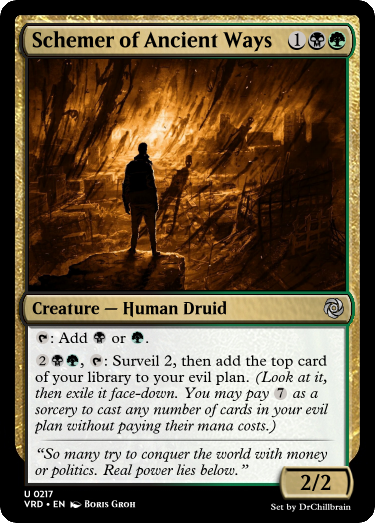 Schemer of Ancient Ways 1
Creature — Human Druid
: Add or .
2, : Surveil 2, then add the top card
of your library to your evil plan. (Look at it,
then exile it face-down. You may pay 7 as a
sorcery to cast any number of cards in your evil
plan without paying their mana costs.)
“So many try to conquer the world with money
or politics. Real power lies below.”
2/2
U 0217
VRD • EN Boris Groh
Set by DrChillbrain